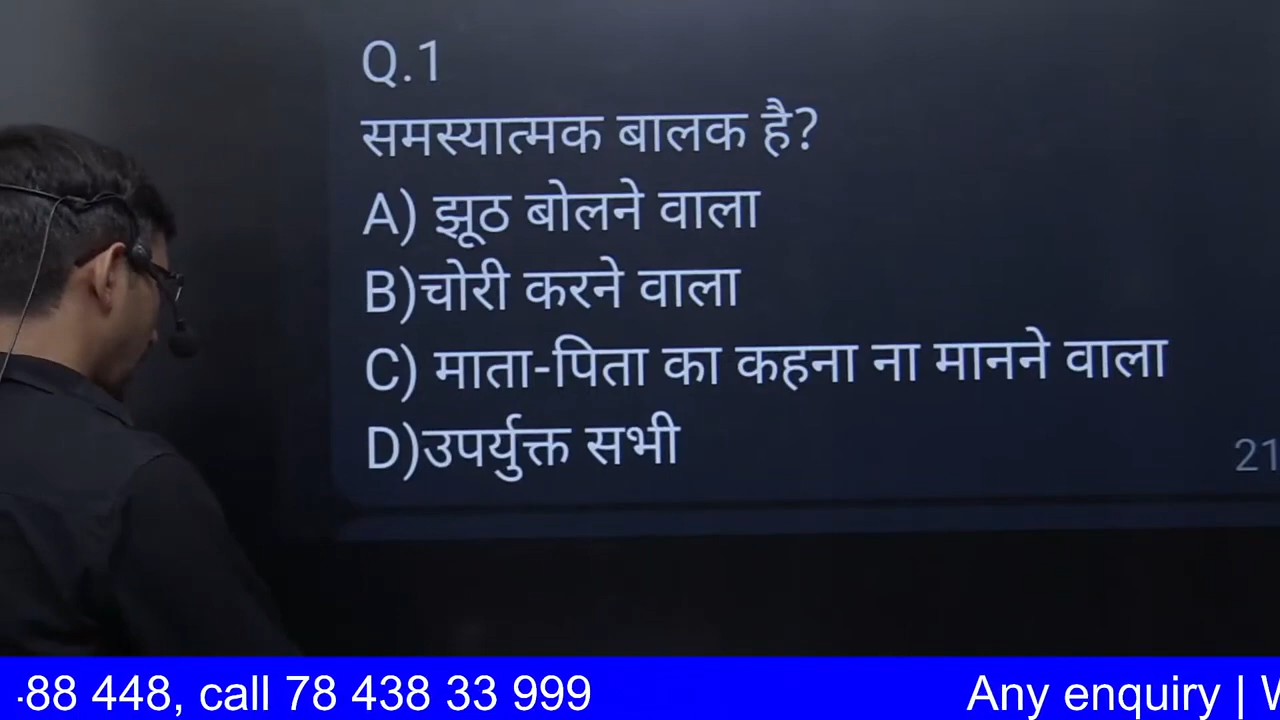 Q.1
समस्यात्मक बालक है?
A) झूठ बोलने वाला
B)चोरी करने वाला
C) माता-पिता का कहना ना मानने वाला
D)उपर्युक्त सभी
21
88 448, call 78 438 33 999 Any enquiry |